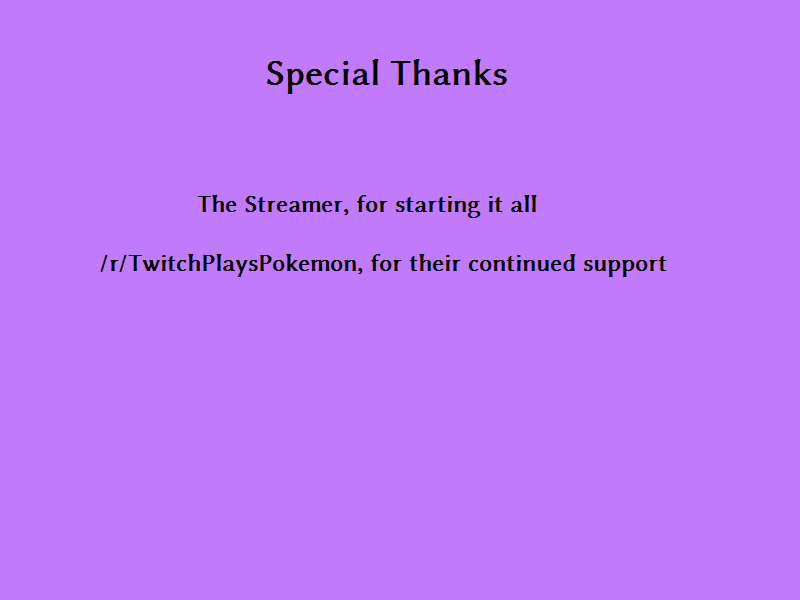 Special Thanks
The Streamer, for starting it all
/r/TwitchPlaysPokemon, for their continued support